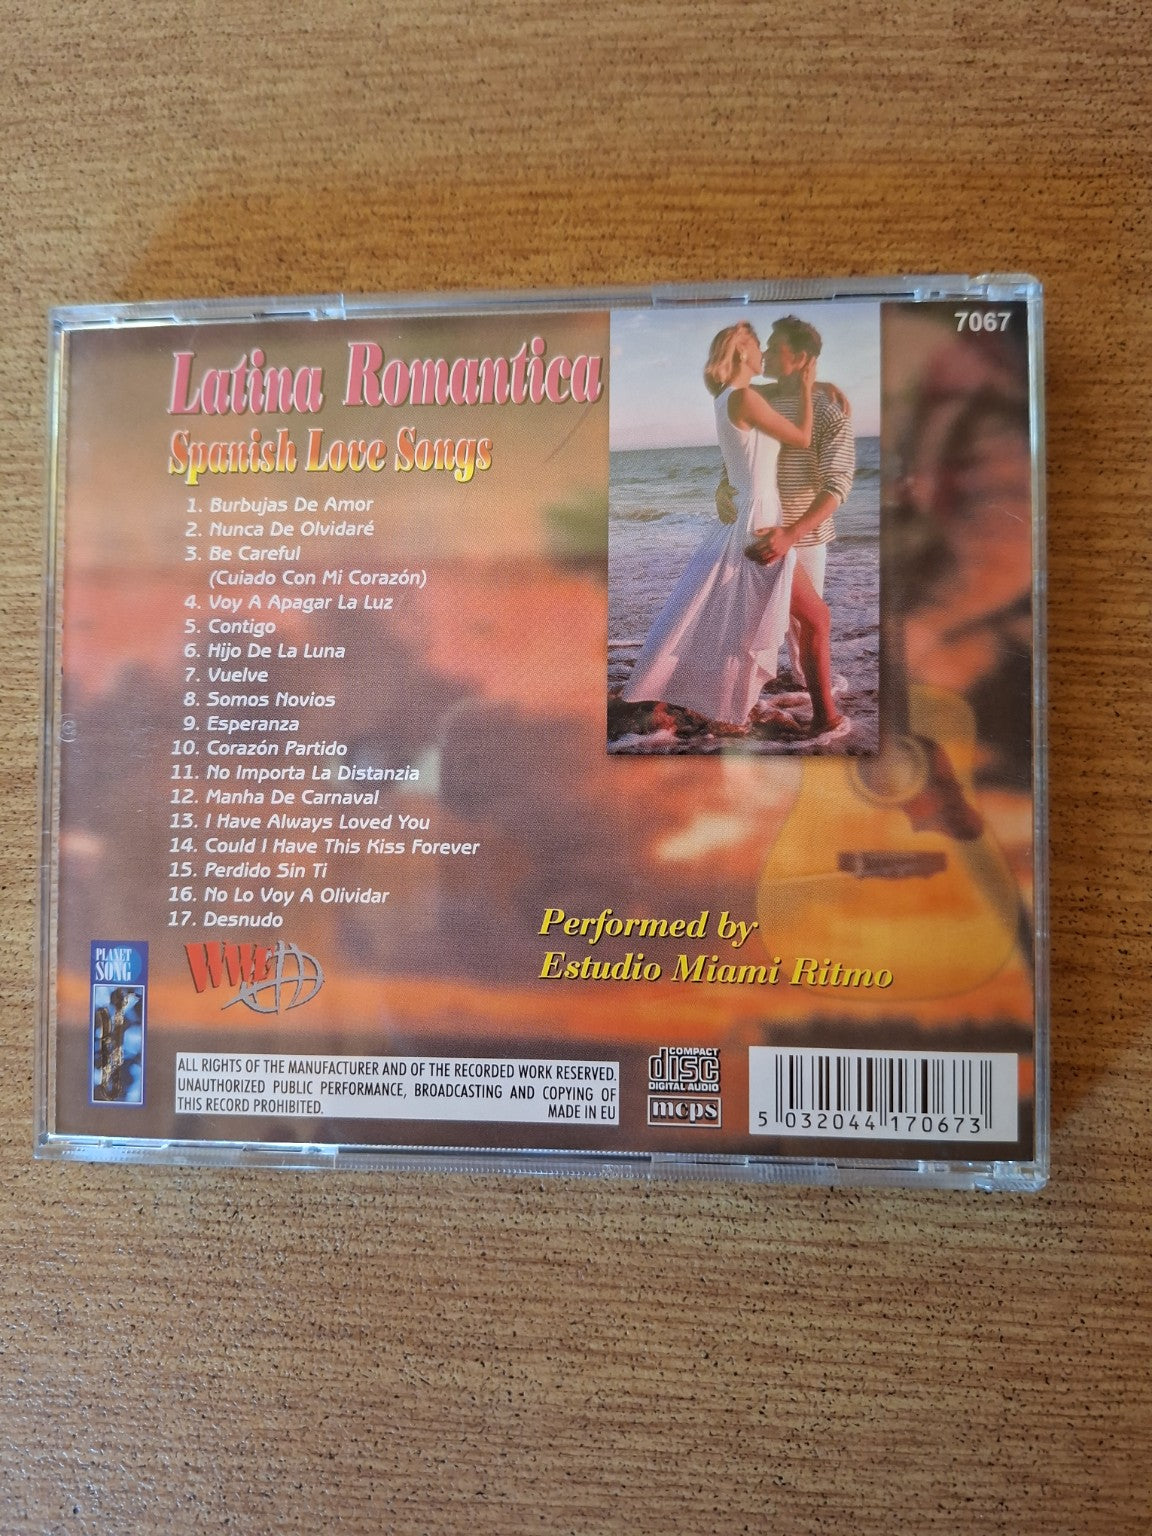 7067
Latina Romantica
Spanish Love Songs
1. Burbujas De Amor
2. Nunca De Olvidaré
3. Be Careful
(Cuiado Con Mi Corazón)
4. Voy A Apagar La Luz
5. Contigo
6. Hijo De La Luna
7. Vuelve
8. Somos Novios
9. Esperanza
10. Corazón Partido
11. No Importa La Distanzia
12. Manha De Carnaval
13. I Have Always Loved You
14. Could I Have This Kiss Forever
15. Perdido Sin Ti
16. No Lo Voy A Olividar
17. Desnudo
Performed by
Estudio Miami Ritmo
PLANET
SONG
WWE
ALL RIGHTS OF THE MANUFACTURER AND OF THE RECORDED WORK RESERVED.
UNAUTHORIZED PUBLIC PERFORMANCE, BROADCASTING AND COPYING OF
THIS RECORD PROHIBITED. MADE IN EU
COMPACT
disc
DIGITAL AUDIO
mcps
5 032044 170673